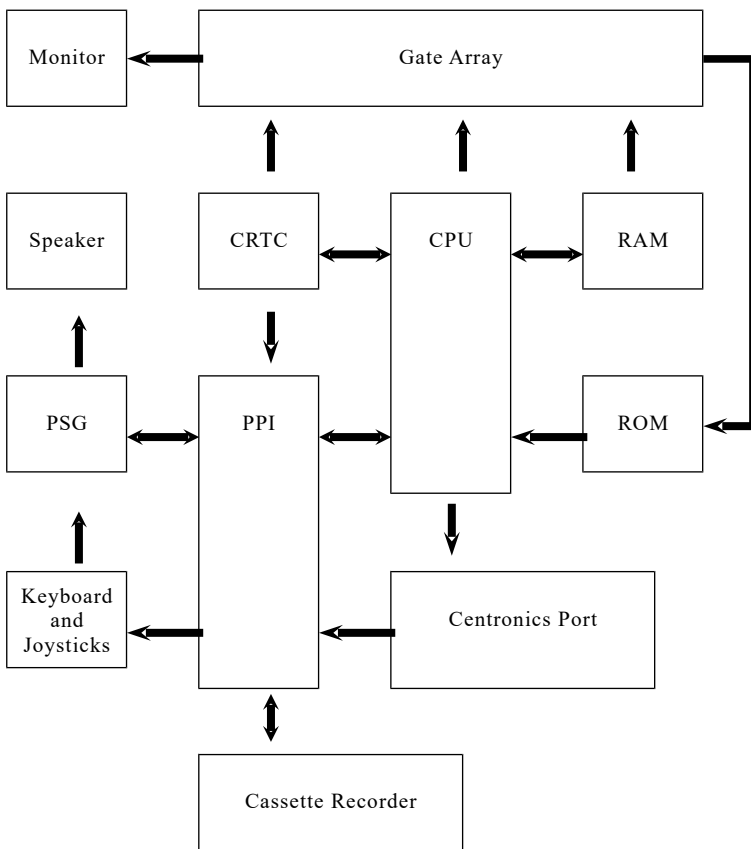 Monitor
Gate Array
Speaker
CRTC
CPU
RAM
PSG
PPI
ROM
Keyboard
and
Joysticks
Centronics Port
Cassette Recorder